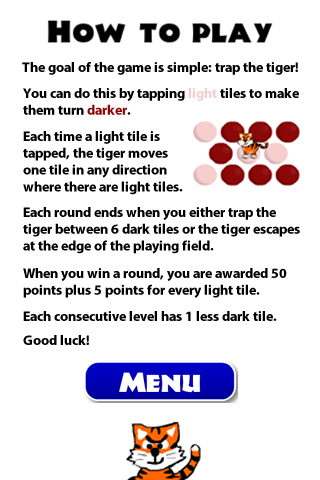 How to play
The goal of the game is simple: trap the tiger!
You can do this by tapping light tiles to make
them turn darker.
Each time a light tile is
tapped, the tiger moves
one tile in any direction
where there are light tiles.
Each round ends when you either trap the
tiger between 6 dark tiles or the tiger escapes
at the edge of the playing field.
When you win a round, you are awarded 50
points plus 5 points for every light tile.
Each consecutive level has 1 less dark tile.
Good luck!
Menu